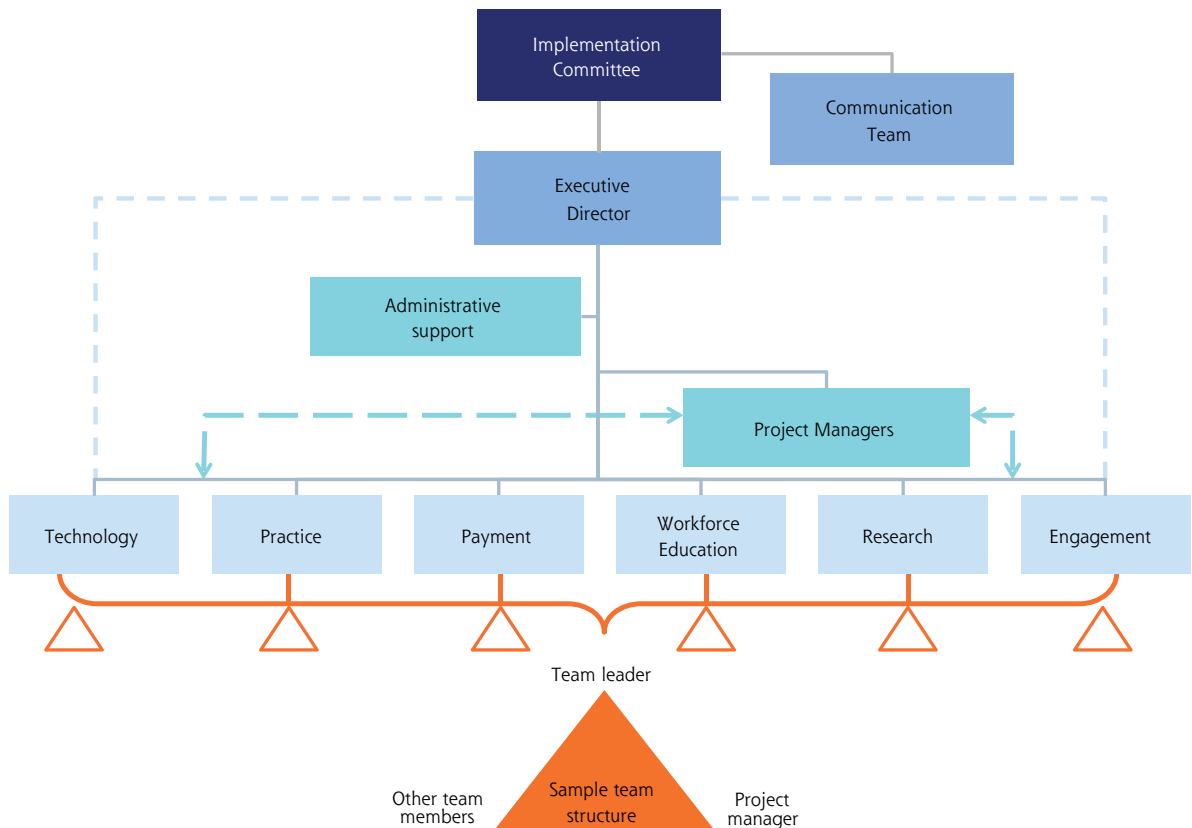 Implementation
Committee
Communication
Team
Executive
Director
Administrative
support
Project Managers
Technology
Practice
Payment
Workforce
Education
Research
Engagement
Team leader
Sample team
structure
Other team
members
Project
manager